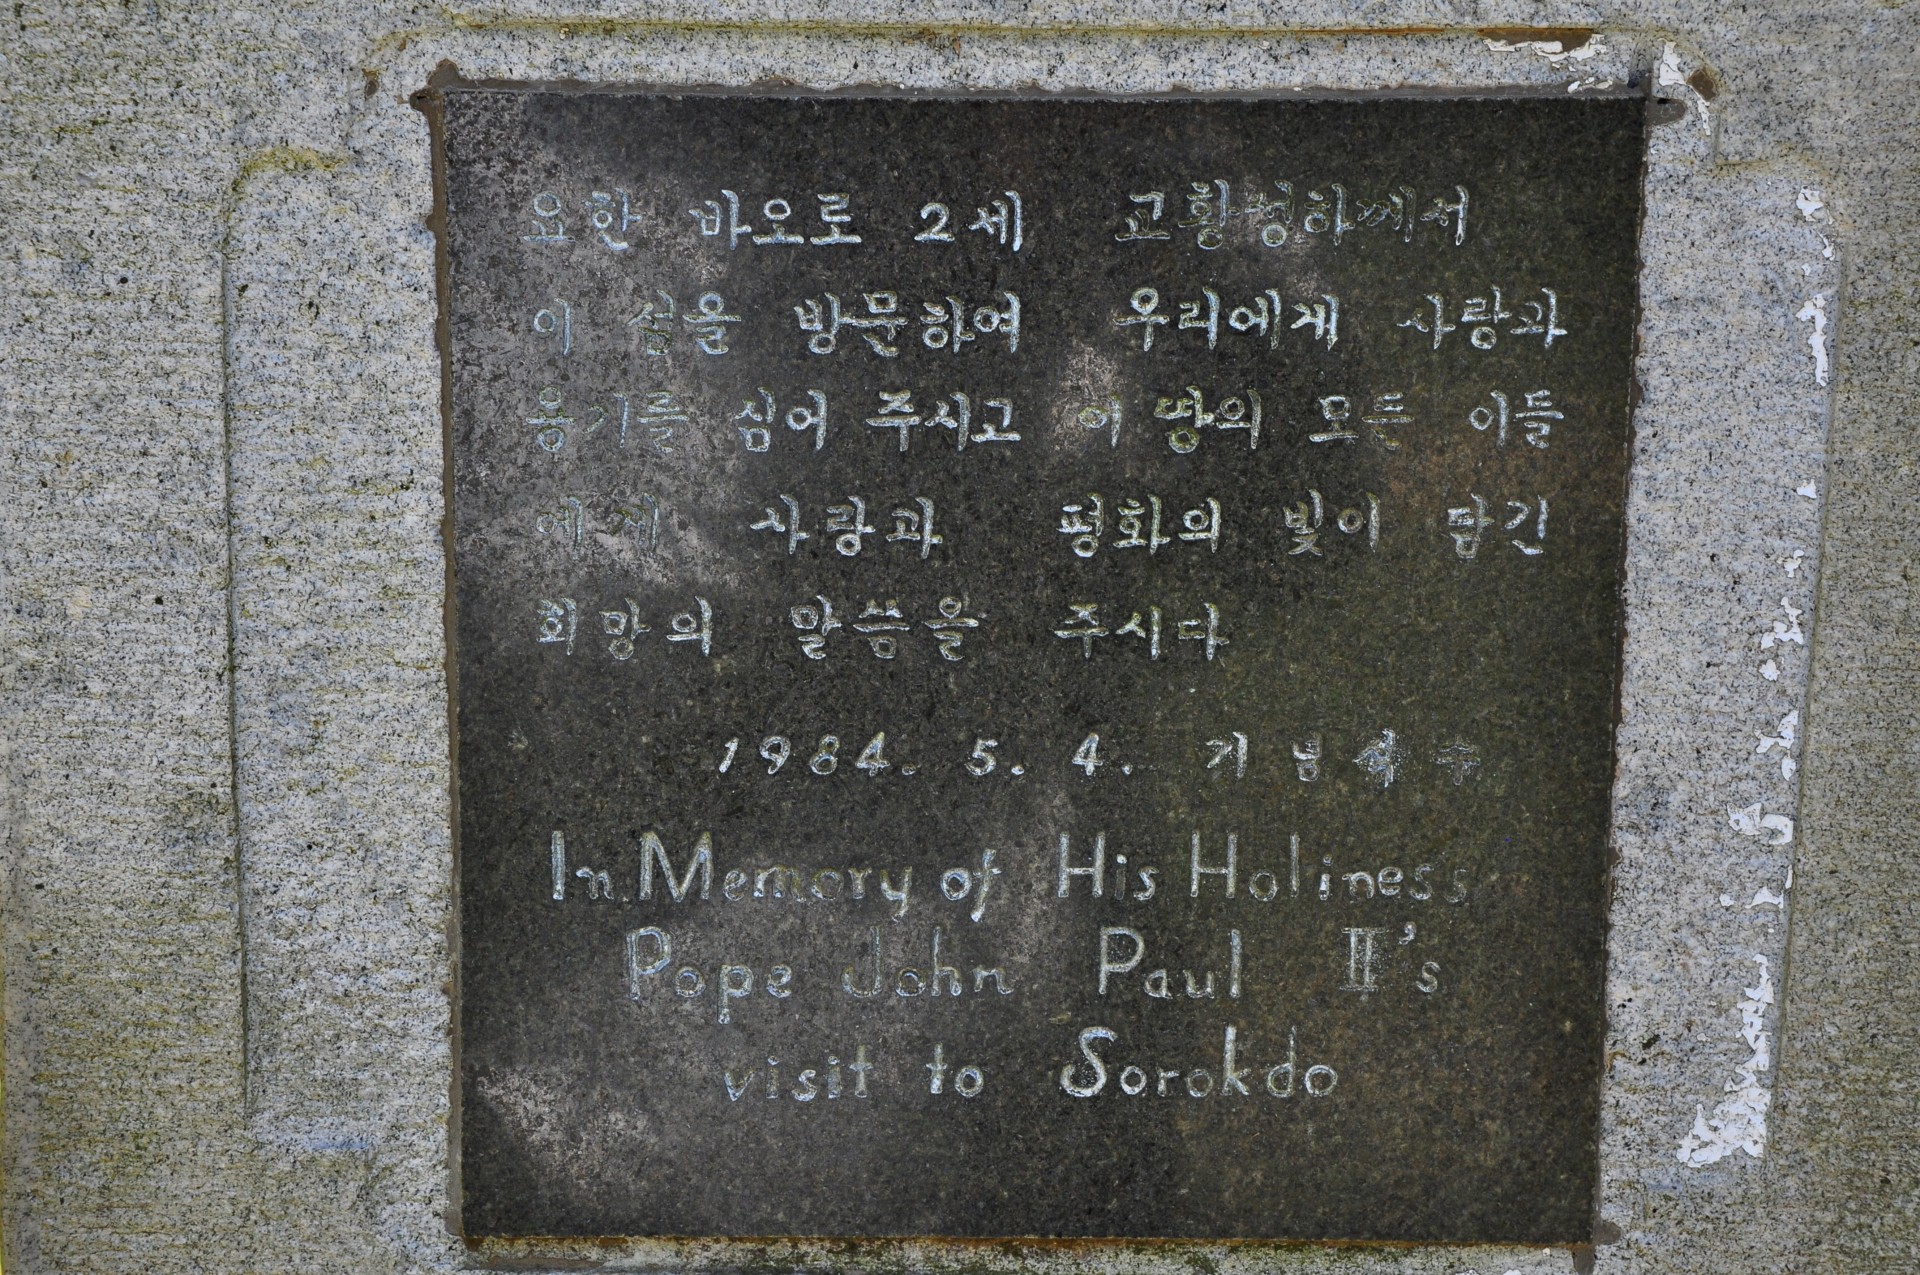 요한 바오로 2세 교황성하께서
이 섬을 방문하여 우리에게 사랑과
용기를 심어 주시고 이 땅의 모든 이들
에게 사랑과 평화의 빛이 담긴
희망의 말씀을 주시다
1984. 5. 4. 기념식수
In Memory of His Holiness
Pope John Paul II's
visit to Sorokdo